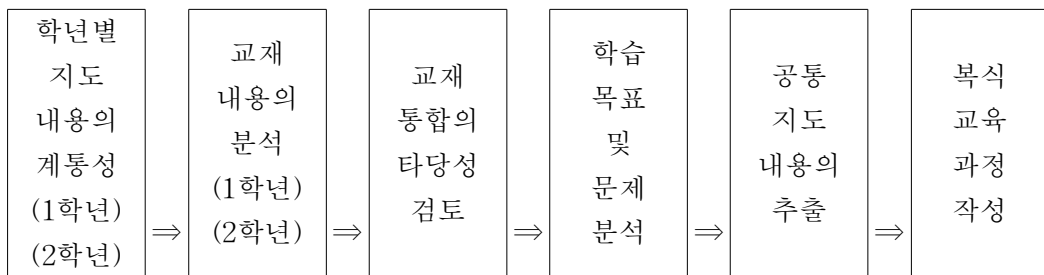 학년별
지도
내용의
계통성
(1학년)
(2학년)
⇒
교재
내용의
분석
(1학년)
(2학년)
⇒
교재
통합의
타당성
검토
⇒
학습
목표
및
문제
분석
⇒
공통
지도
내용의
추출
⇒
복식
교육
과정
작성